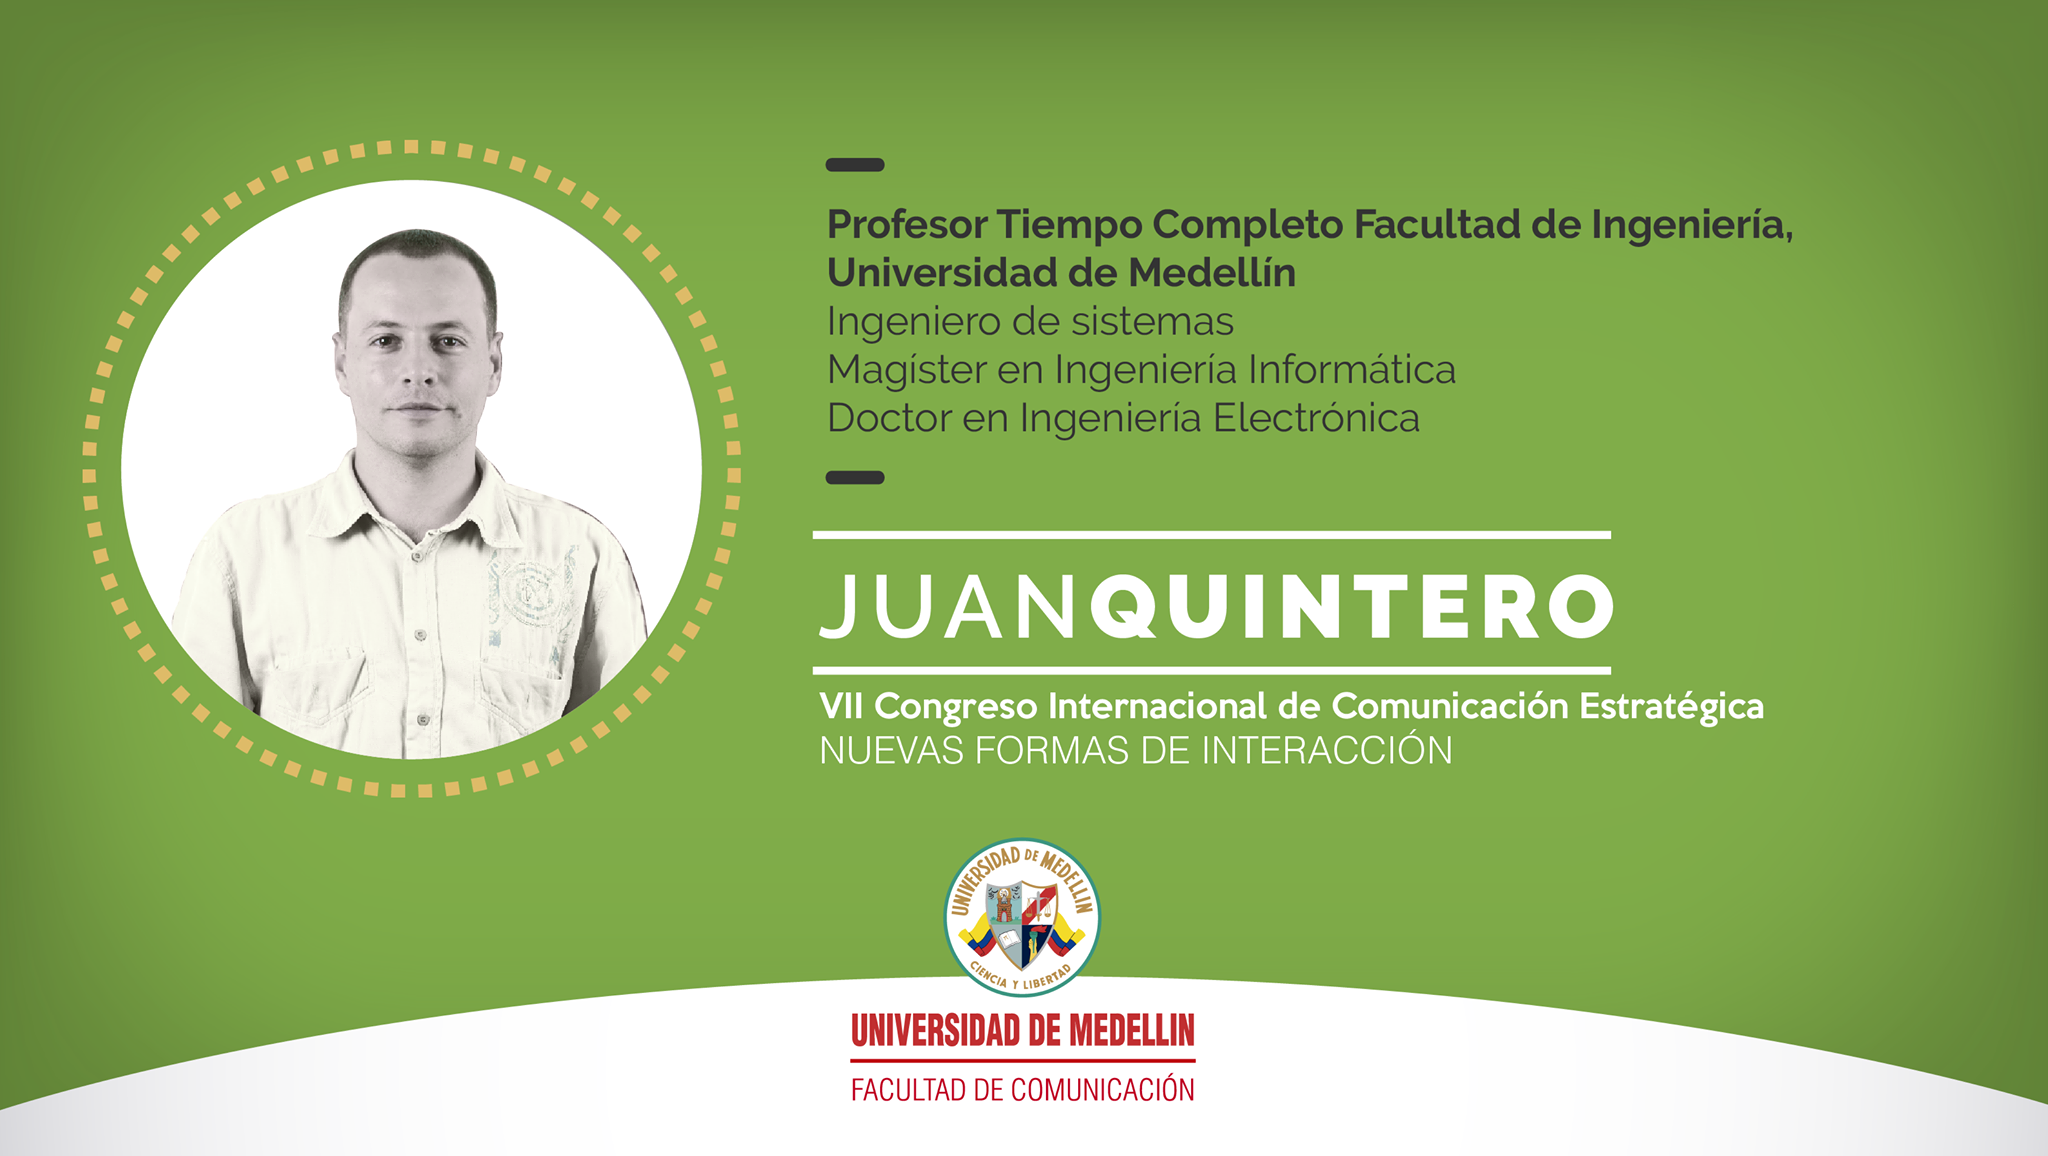 Profesor Tiempo Completo Facultad de Ingeniería,
Universidad de Medellín
Ingeniero de sistemas
Magíster en Ingeniería Informática
Doctor en Ingeniería Electrónica
JUANQUINTERO
VII Congreso Internacional de Comunicación Estratégica
NUEVAS FORMAS DE INTERACCIÓN
UNIVERSIDAD DE MEDELLIN
CIENCIA Y LIBERTAD
UNIVERSIDAD DE MEDELLIN
FACULTAD DE COMUNICACIÓN